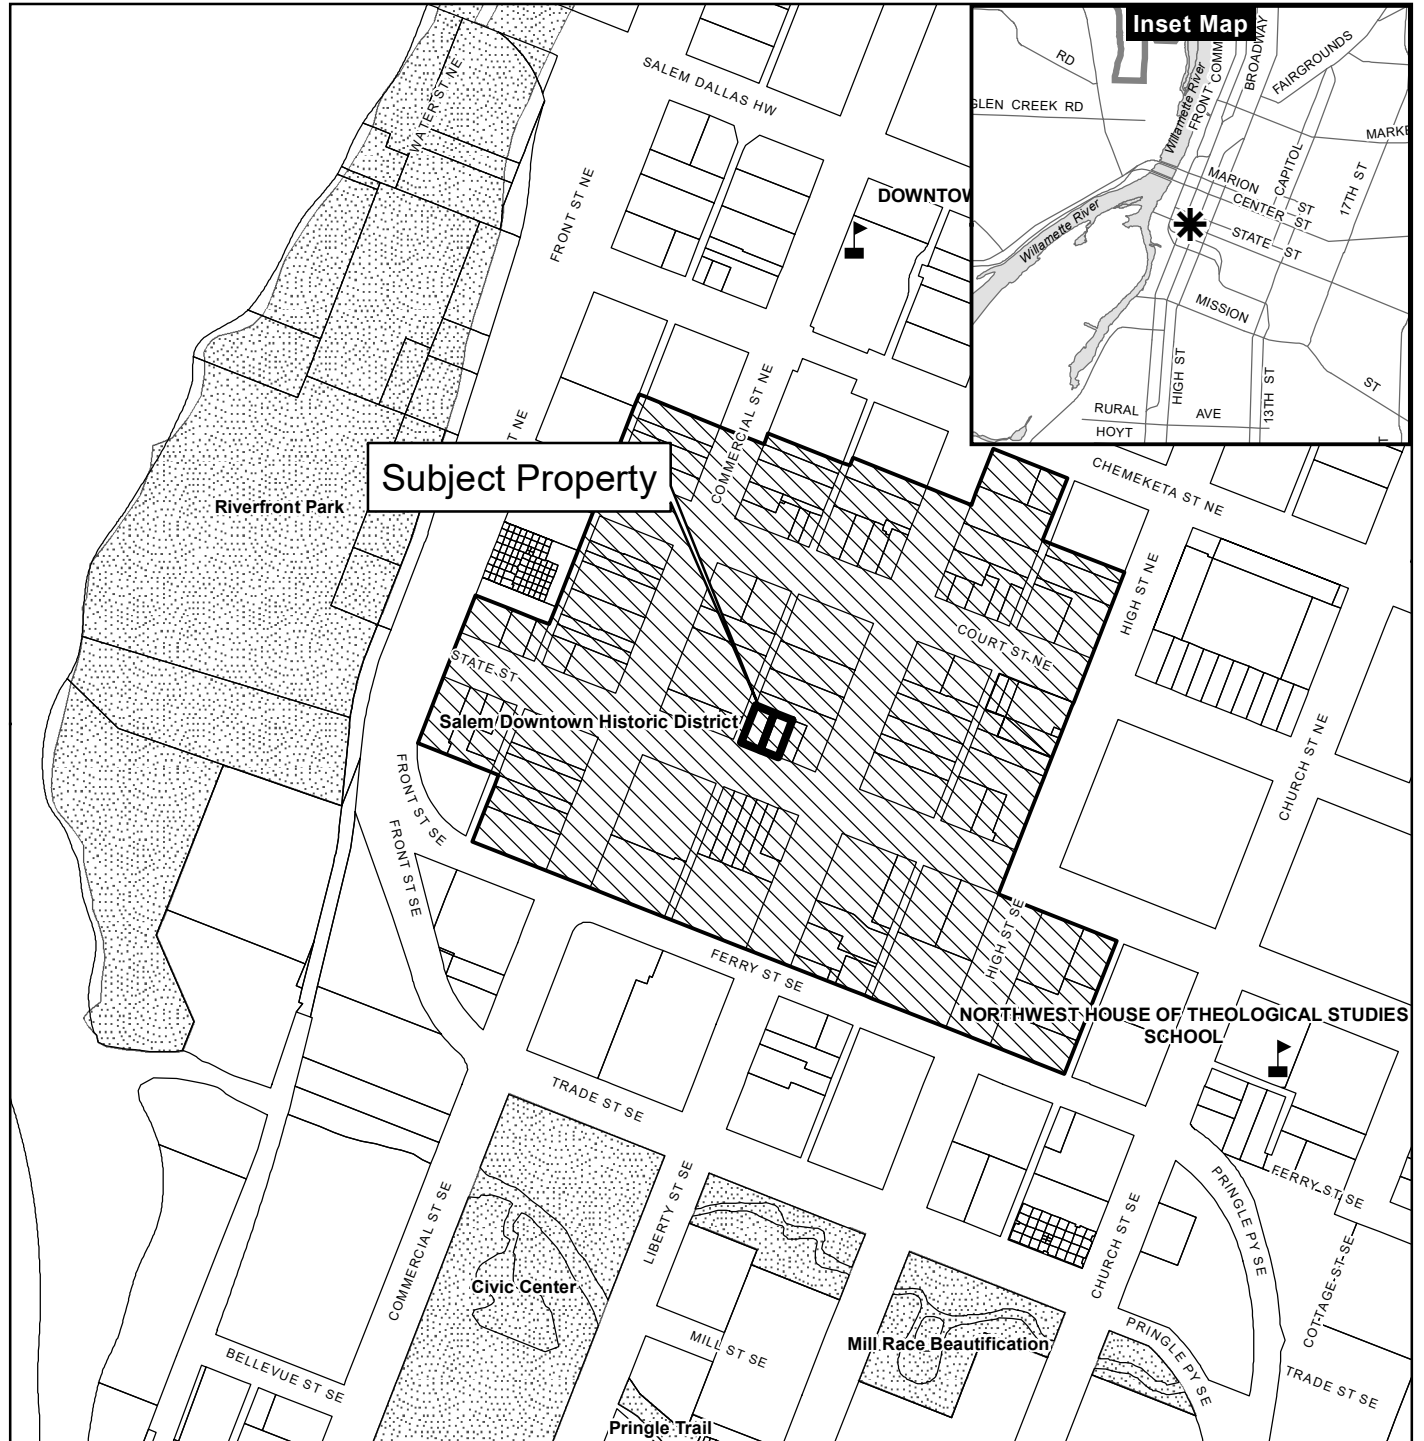 Inset Map
RD
GLEN CREEK RD
Willamette River
FRONT
COMM
BROADWAY
FAIRGROUNDS
MARKE
MARION ST
CENTER ST
STATE ST
CAPITOL
17TH ST
Willamette River
MISSION ST
HIGH ST
13TH ST
RURAL AVE
HOYT
WATER ST NE
SALEM DALLAS HW
FRONT ST NE
DOWNTOW
COMMERCIAL ST NE
T NE
Subject Property
Riverfront Park
CHEMEKETA ST NE
HIGH ST NE
COURT ST NE
STATE ST
Salem Downtown Historic District
CHURCH ST NE
FRONT ST SE
FRONT ST SE
HIGH ST SE
FERRY ST SE
NORTHWEST HOUSE OF THEOLOGICAL STUDIES
SCHOOL
TRADE ST SE
LIBERTY ST SE
COMMERCIAL ST SE
Civic Center
CHURCH ST SE
PRINGLE PY SE
FERRY ST SE
COTTAGE ST SE
MILL ST SE
Mill Race Beautification
PRINGLE PY SE
BELLEVUE ST SE
TRADE ST SE
Pringle Trail